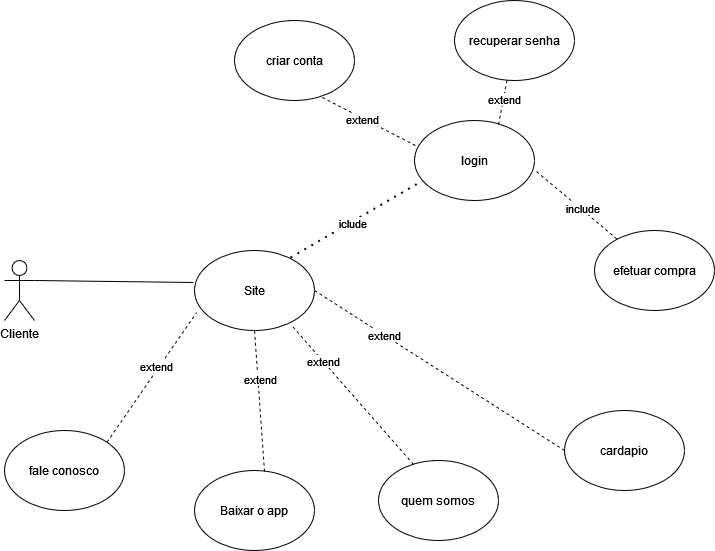 recuperar senha
criar conta
extend
extend
login
include
iclude
efetuar compra
Site
Cliente
extend
extend
extend
extend
cardapio
fale conosco
quem somos
Baixar o app